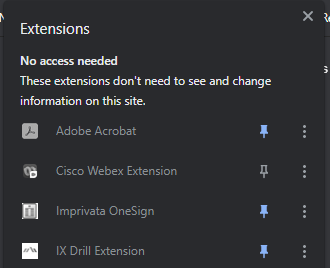 Extensions
No access needed
These extensions don't need to see and change
information on this site.
Adobe Acrobat
Cisco Webex Extension
Imprivata OneSign
IX Drill Extension